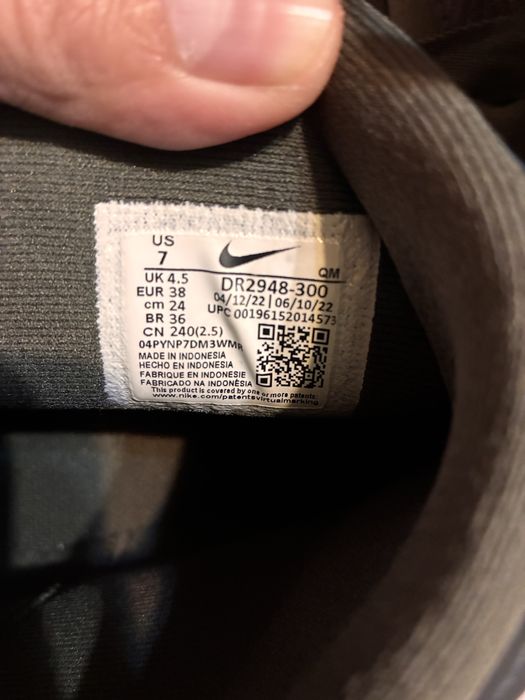 US
7
QM
UK 4.5
EUR 38
cm 24
BR 36
CN 240(2.5)
DR2948-300
04/12/22 | 06/10/22
UPC 00196152014573
04PYNP7DM3WMR
MADE IN INDONESIA
HECHO EN INDONESIA
FABRIQUE EN INDONESIE
FABRICADO NA INDONÉSIA
This product is covered by one or more patents:
www.nike.com/patentsvirtualmarking